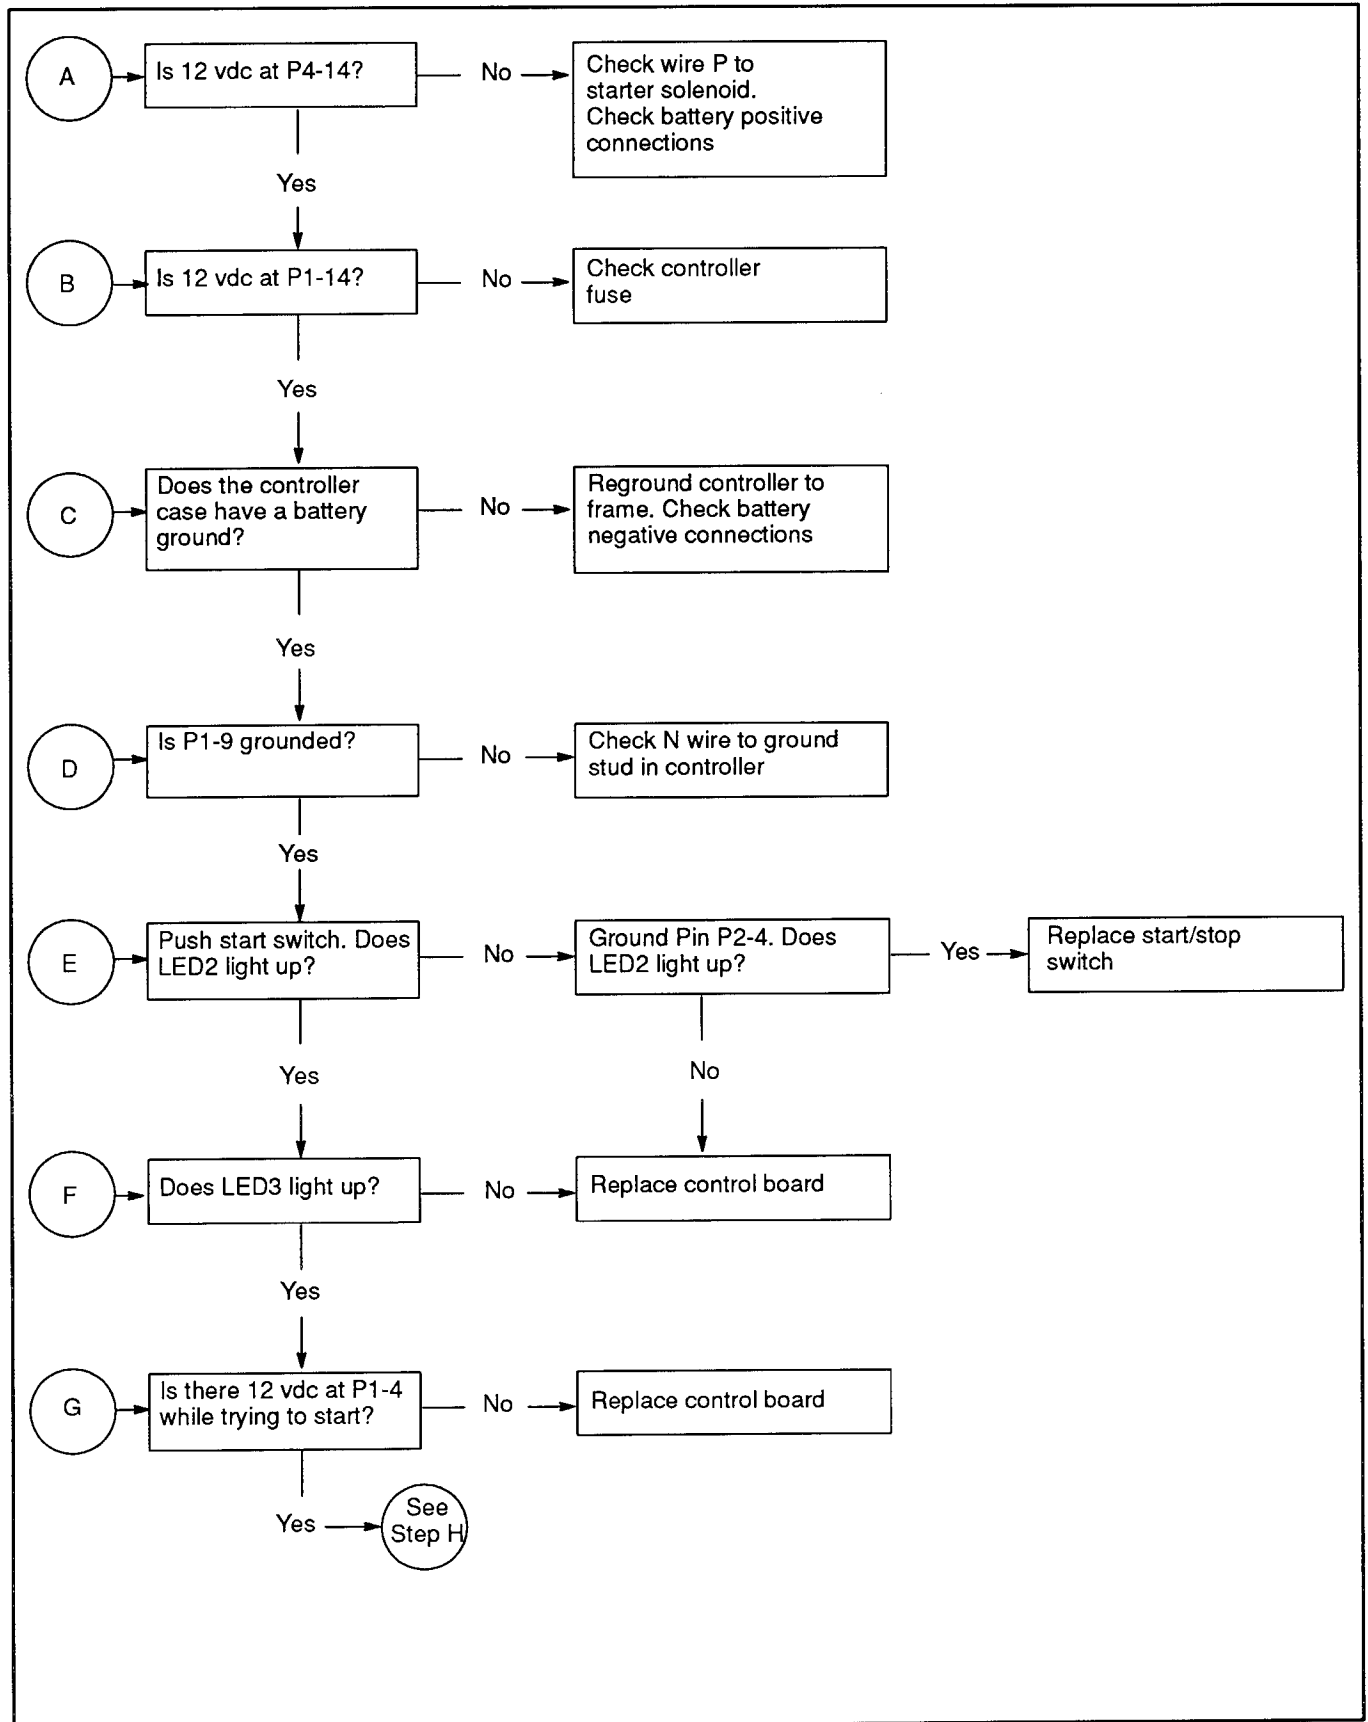 A
Is 12 vdc at P4-14?
No
Check wire P to
starter solenoid.
Check battery positive
connections
Yes
B
Is 12 vdc at P1-14?
No
Check controller
fuse
Yes
C
Does the controller
case have a battery
ground?
No
Reground controller to
frame. Check battery
negative connections
Yes
D
Is P1-9 grounded?
No
Check N wire to ground
stud in controller
Yes
E
Push start switch. Does
LED2 light up?
No
Ground Pin P2-4. Does
LED2 light up?
Yes
Replace start/stop
switch
Yes
No
F
Does LED3 light up?
No
Replace control board
Yes
G
Is there 12 vdc at P1-4
while trying to start?
No
Replace control board
Yes
See
Step H